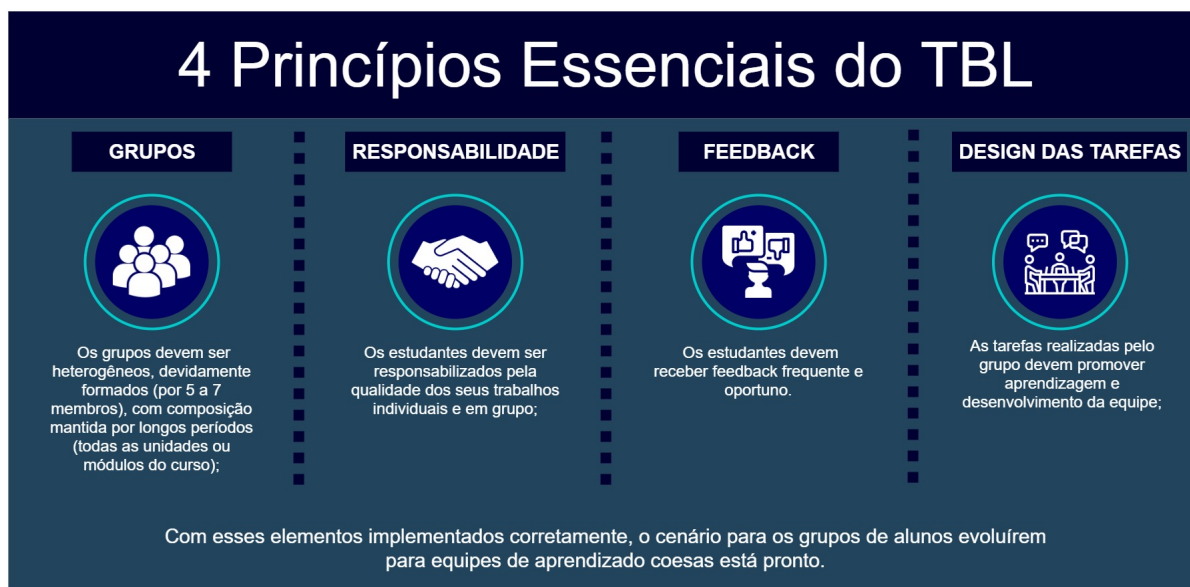 4 Princípios Essenciais do TBL
GRUPOS
Os grupos devem ser
heterogêneos, devidamente
formados (por 5 a 7
membros), com composição
mantida por longos períodos
(todas as unidades ou
módulos do curso);
RESPONSABILIDADE
Os estudantes devem ser
responsabilizados pela
qualidade dos seus trabalhos
individuais e em grupo;
FEEDBACK
Os estudantes devem
receber feedback frequente e
oportuno.
DESIGN DAS TAREFAS
As tarefas realizadas pelo
grupo devem promover
aprendizagem e
desenvolvimento da equipe;
Com esses elementos implementados corretamente, o cenário para os grupos de alunos evoluírem
para equipes de aprendizado coesas está pronto.